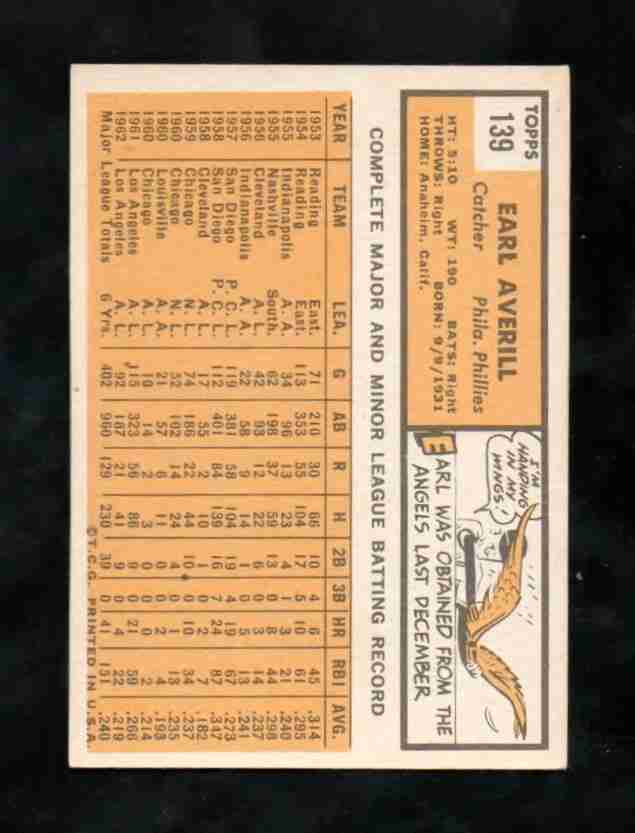 TOPPS
139
EARL AVERILL
Catcher Phila. Phillies
HT: 5:10 WT: 190 BATS: Right
THROWS: Right BORN: 9/9/1931
HOME: Anaheim, Calif.
I'M
HANDING
IN MY
WINGS!
EARL WAS OBTAINED FROM THE
ANGELS LAST DECEMBER
COMPLETE MAJOR AND MINOR LEAGUE BATTING RECORD
YEAR TEAM LEA. G AB R H 2B 3B HR RBI AVG.
1953 Reading East. 71 210 30 66 10 4 6 45 .314
1954 Reading East. 113 353 55 104 17 5 10 61 .295
1955 Indianapolis A. A. 34 96 13 23 4 1 3 21 .240
1955 Nashville South. 62 198 37 59 13 0 8 44 .298
1956 Cleveland A. L. 42 93 12 22 6 0 3 14 .237
1956 Indianapolis A. A. 22 58 9 14 1 0 5 13 .241
1957 San Diego P. C. L. 119 381 58 104 19 4 19 67 .273
1958 San Diego P. C. L. 112 401 84 139 16 7 24 87 .347
1958 Cleveland A. L. 17 55 2 10 1 0 2 7 .182
1959 Chicago N. L. 74 186 22 44 10 0 10 34 .237
1960 Chicago N. L. 52 102 14 24 4 0 1 13 .235
1960 Louisville A. A. 21 57 6 11 0 0 2 4 .193
1960 Chicago A. L. 10 14 2 3 0 0 0 2 .214
1961 Los Angeles A. L. 115 323 56 86 9 0 21 59 .266
1962 Los Angeles A. L. 92 187 21 41 9 0 4 22 .219
Major League Totals 6 Yrs. 402 960 129 230 39 0 41 151 .240
©T.C.G. PRINTED IN U.S.A.